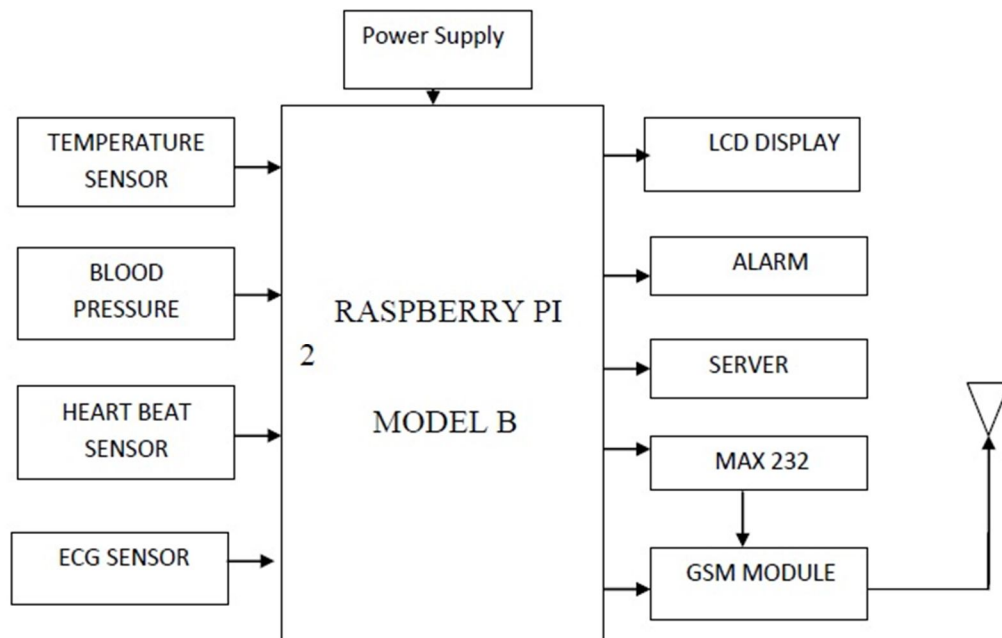 Power Supply
TEMPERATURE
SENSOR
BLOOD
PRESSURE
HEART BEAT
SENSOR
ECG SENSOR
RASPBERRY PI
2
MODEL B
LCD DISPLAY
ALARM
SERVER
MAX 232
GSM MODULE